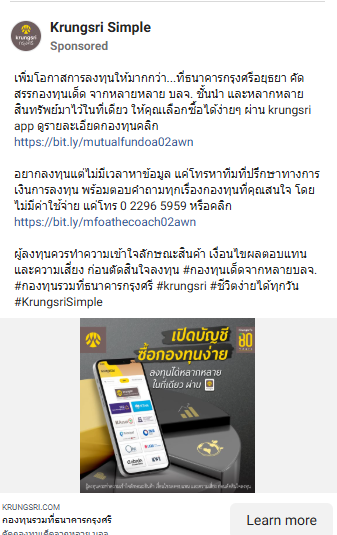 Krungsri Simple
Sponsored
krungsri
กรุงศรี
เพิ่มโอกาสการลงทุนให้มากกว่า...ที่ธนาคารกรุงศรีอยุธยา คัด
สรรกองทุนเด็ด จากหลายหลาย บลจ. ชั้นนำ และหลากหลาย
สินทรัพย์มาไว้ในที่เดียว ให้คุณเลือกซื้อได้ง่ายๆ ผ่าน krungsri
app ดูรายละเอียดกองทุนคลิก
https://bit.ly/mutualfundoa02awn
อยากลงทุนแต่ไม่มีเวลาหาข้อมูล แค่โทรหาทีมที่ปรึกษาทางการ
เงินการลงทุน พร้อมตอบคำถามทุกเรื่องกองทุนที่คุณสนใจ โดย
ไม่มีค่าใช้จ่าย แค่โทร 0 2296 5959 หรือคลิก
https://bit.ly/mfoathecoach02awn
ผู้ลงทุนควรทำความเข้าใจลักษณะสินค้า เงื่อนไขผลตอบแทน
และความเสี่ยง ก่อนตัดสินใจลงทุน #กองทุนเด็ดจากหลายบลจ.
#กองทุนรวมที่ธนาคารกรุงศรี #krungsri #ชีวิตง่ายได้ทุกวัน
#KrungsriSimple
เปิดบัญชี
ซื้อกองทุนง่าย
ลงทุนได้หลากหลาย
ในที่เดียว ผ่าน
KRUNGSRI.COM
กองทุนรวมที่ธนาคารกรุงศรี
Learn more